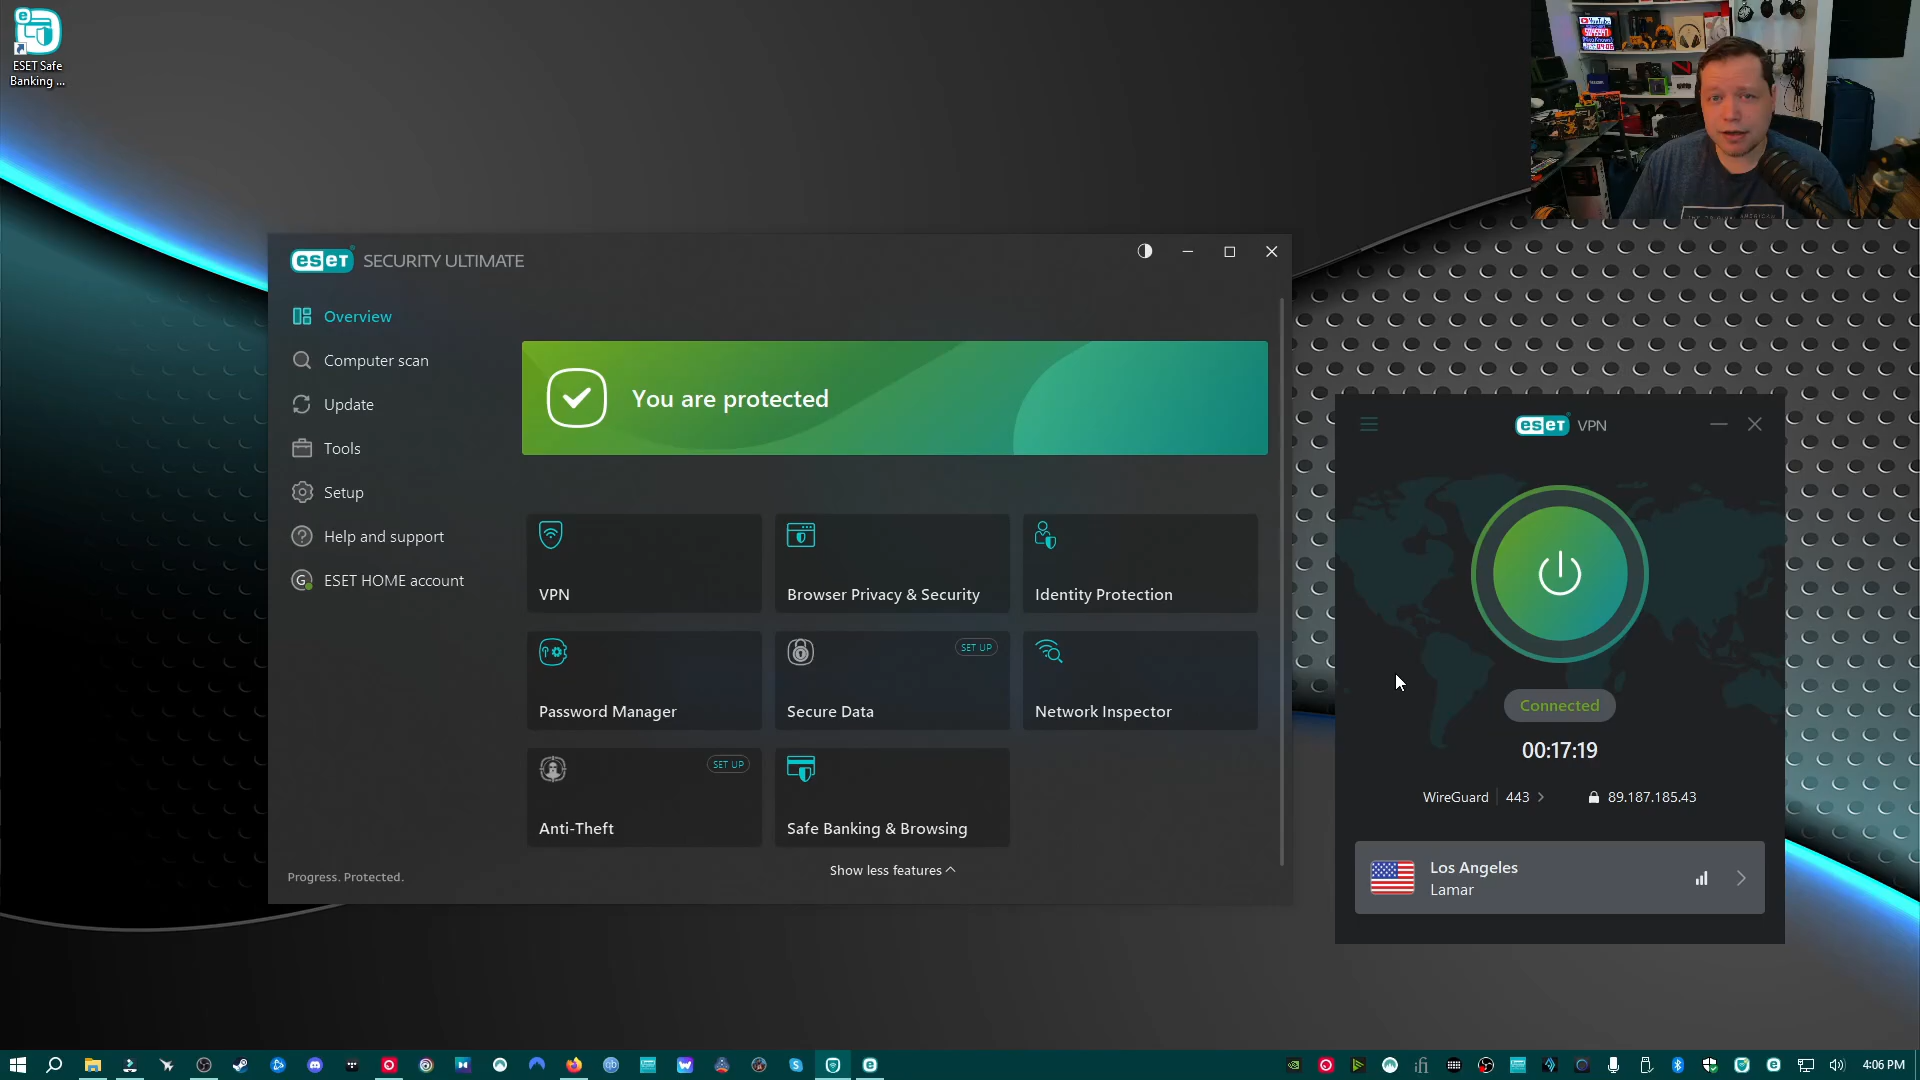 ESET Safe
Banking ...
YouTube
eset SECURITY ULTIMATE
Overview
Computer scan
Update
Tools
Setup
Help and support
G
ESET HOME account
Progress. Protected.
You are protected
VPN
Browser Privacy & Security
Identity Protection
Password Manager
SET UP
Secure Data
Network Inspector
SET UP
Anti-Theft
Safe Banking & Browsing
Show less features
eset VPN
Connected
00:17:19
WireGuard 443 89.187.185.43
Los Angeles
Lamar
4:06 PM